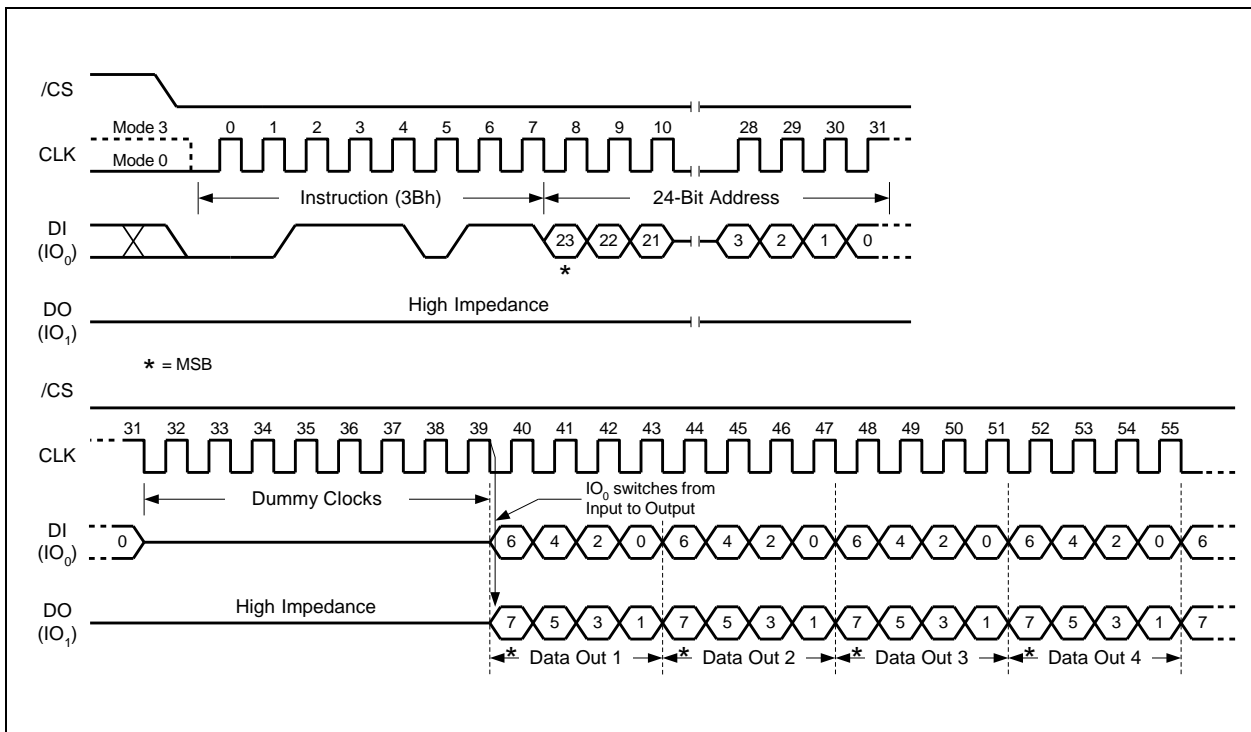 /CS
Mode 3 0 1 2 3 4 5 6 7 8 9 10 28 29 30 31
CLK
Mode 0
Instruction (3Bh) 24-Bit Address
DI
(IO0)
23 22 21 3 2 1 0
*
High Impedance
DO
(IO1)
* = MSB
/CS
31 32 33 34 35 36 37 38 39 40 41 42 43 44 45 46 47 48 49 50 51 52 53 54 55
CLK
Dummy Clocks
IO0 switches from
Input to Output
DI
(IO0)
0 6 4 2 0 6 4 2 0 6 4 2 0 6 4 2 0 6
High Impedance
DO
(IO1)
7 5 3 1 7 5 3 1 7 5 3 1 7 5 3 1 7
* Data Out 1 * Data Out 2 * Data Out 3 * Data Out 4